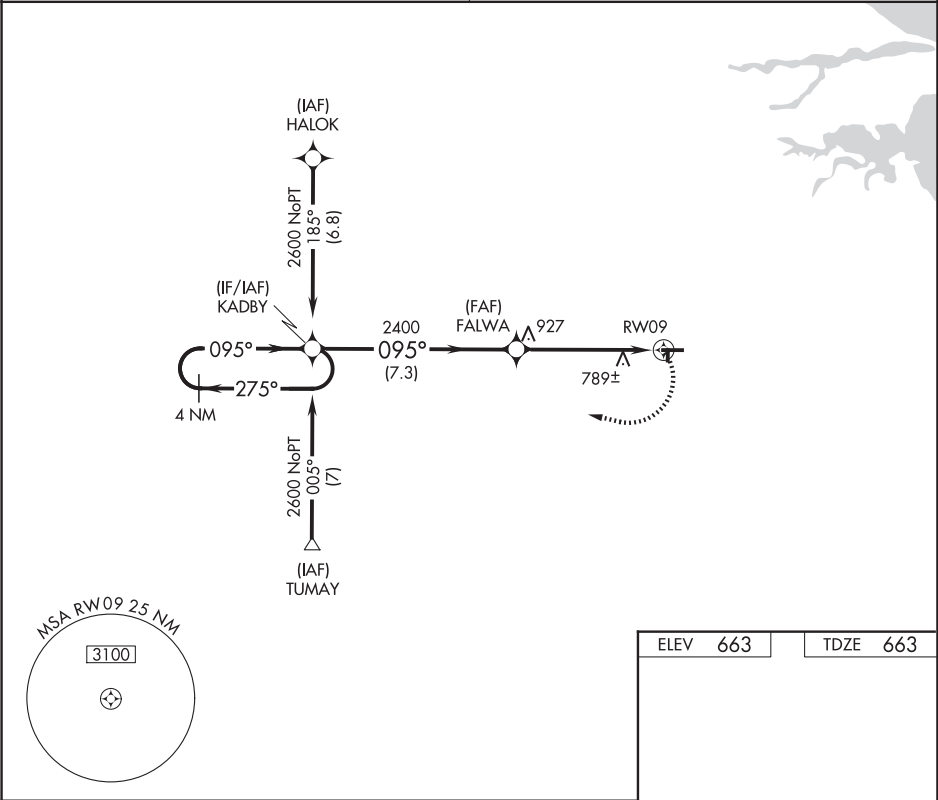 (IAF)
HALOK
2600 NoPT
185°
(6.8)
(IF/IAF)
KADBY
(FAF)
FALWA
927
RW09
2400
095°
095°
(7.3)
789±
275°
4 NM
2600 NoPT
005°
(7)
(IAF)
TUMAY
MSA RW09 25 NM
3100
ELEV 663
TDZE 663